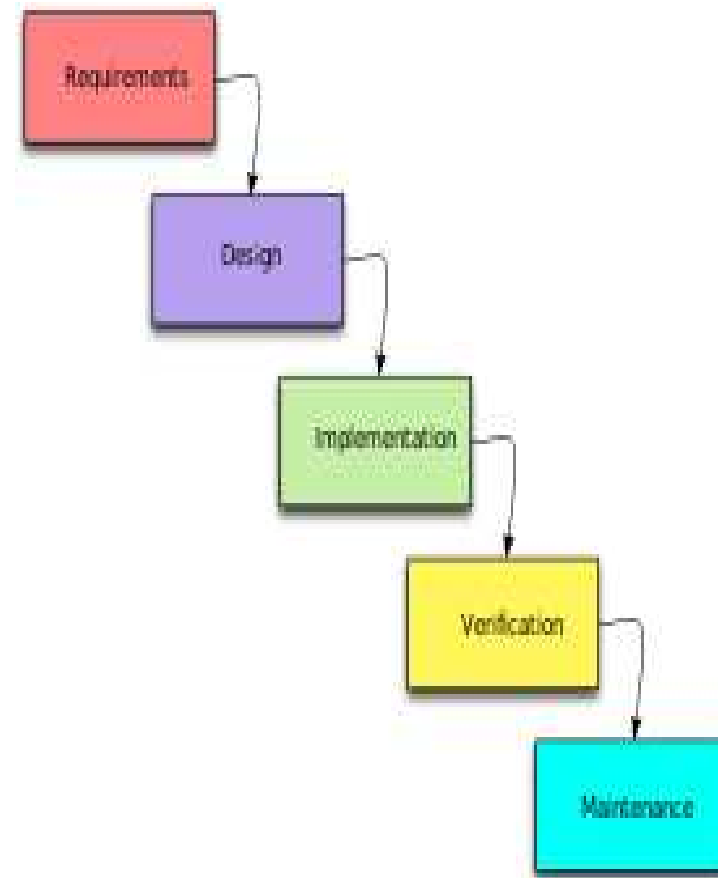 Requirements
Design
Implementation
Verification
Maintenance